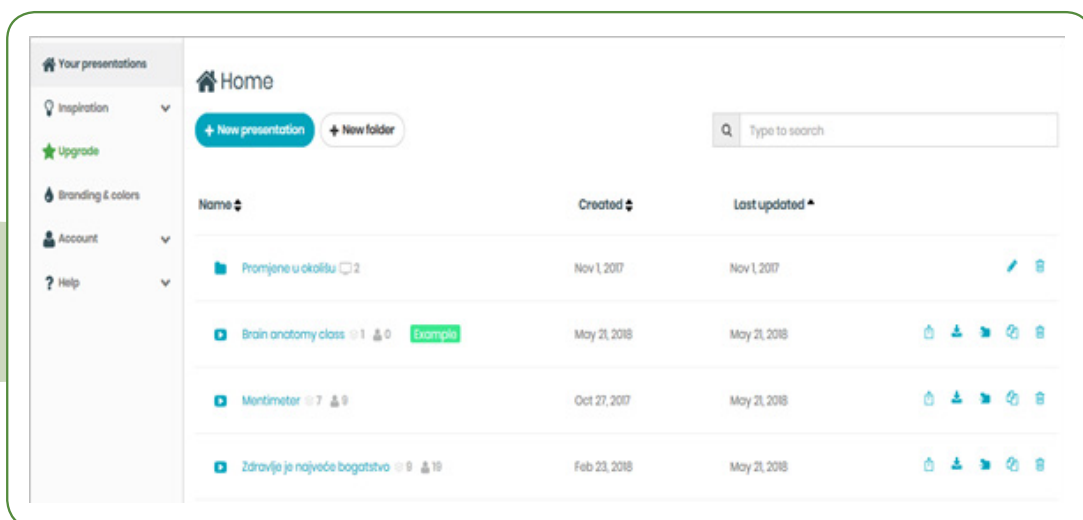 Your presentations
Home
Inspiration
+ New presentation + New folder
Type to search
Upgrade
Branding & colors
Name Created Last updated
Account
Promjene u okolišu 2 Nov 1, 2017 Nov 1, 2017
? Help
Brain anatomy class 1 0 Example May 21, 2018 May 21, 2018
Mentimeter 7 9 Oct 27, 2017 May 21, 2018
Zdravlje je najveće bogatstvo 9 19 Feb 23, 2018 May 21, 2018